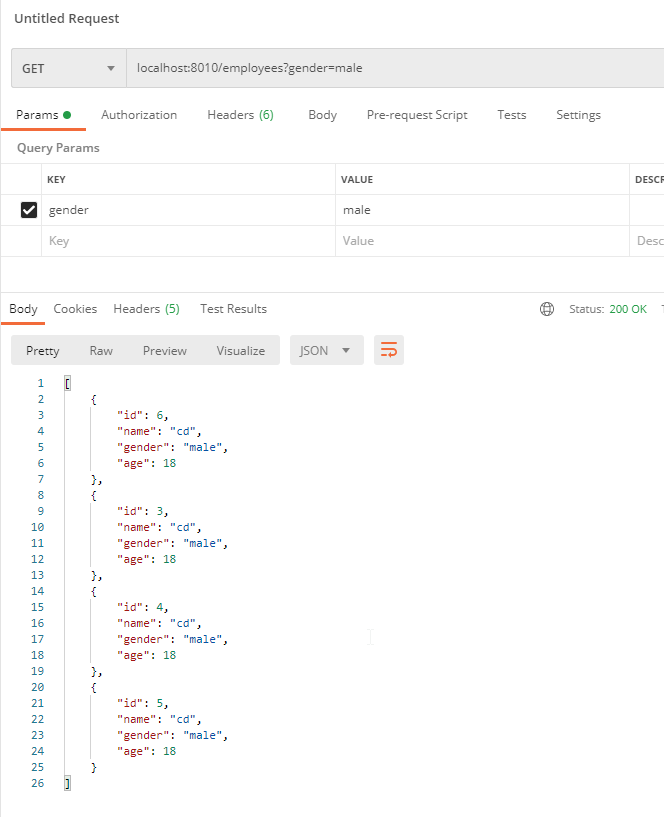 Untitled Request
GET localhost:8010/employees?gender=male
Params Authorization Headers (6) Body Pre-request Script Tests Settings
Query Params
KEY VALUE DESCR
gender male
Key Value Desc
Body Cookies Headers (5) Test Results Status: 200 OK
Pretty Raw Preview Visualize JSON
1 [
2 {
3 "id": 6,
4 "name": "cd",
5 "gender": "male",
6 "age": 18
7 },
8 {
9 "id": 3,
10 "name": "cd",
11 "gender": "male",
12 "age": 18
13 },
14 {
15 "id": 4,
16 "name": "cd",
17 "gender": "male",
18 "age": 18
19 },
20 {
21 "id": 5,
22 "name": "cd",
23 "gender": "male",
24 "age": 18
25 }
26 ]